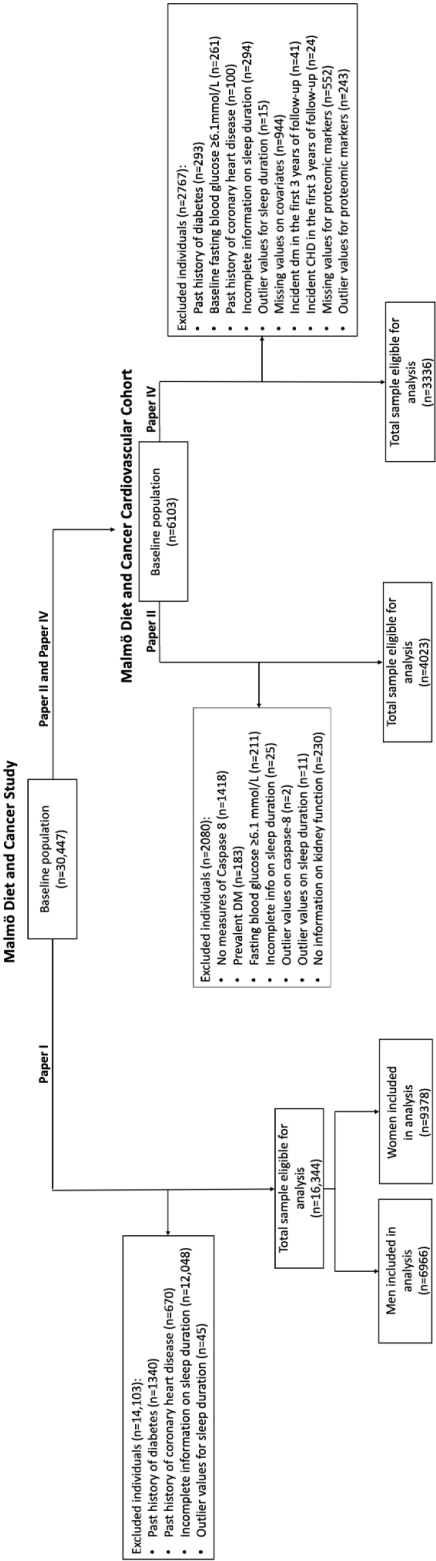 Malmö Diet and Cancer Study
Baseline population
(n=30,447)
Paper I
Paper II and Paper IV
Excluded individuals (n=14,103):
• Past history of diabetes (n=1340)
• Past history of coronary heart disease (n=670)
• Incomplete information on sleep duration (n=12,048)
• Outlier values for sleep duration (n=45)
Total sample eligible for
analysis
(n=16,344)
Men included in
analysis
(n=6966)
Women included
in analysis
(n=9378)
Malmö Diet and Cancer Cardiovascular Cohort
Baseline population
(n=6103)
Paper II
Paper IV
Excluded individuals (n=2080):
• No measures of Caspase 8 (n=1418)
• Prevalent DM (n=183)
• Fasting blood glucose ≥6.1 mmol/L (n=211)
• Incomplete info on sleep duration (n=25)
• Outlier values on caspase-8 (n=2)
• Outlier values on sleep duration (n=11)
• No information on kidney function (n=230)
Total sample eligible for
analysis
(n=4023)
Excluded individuals (n=2767):
• Past history of diabetes (n=293)
• Baseline fasting blood glucose ≥6.1mmol/L (n=261)
• Past history of coronary heart disease (n=100)
• Incomplete information on sleep duration (n=294)
• Outlier values for sleep duration (n=15)
• Missing values on covariates (n=944)
• Incident dm in the first 3 years of follow-up (n=41)
• Incident CHD in the first 3 years of follow-up (n=24)
• Missing values for proteomic markers (n=552)
• Outlier values for proteomic markers (n=243)
Total sample eligible for
analysis
(n=3336)